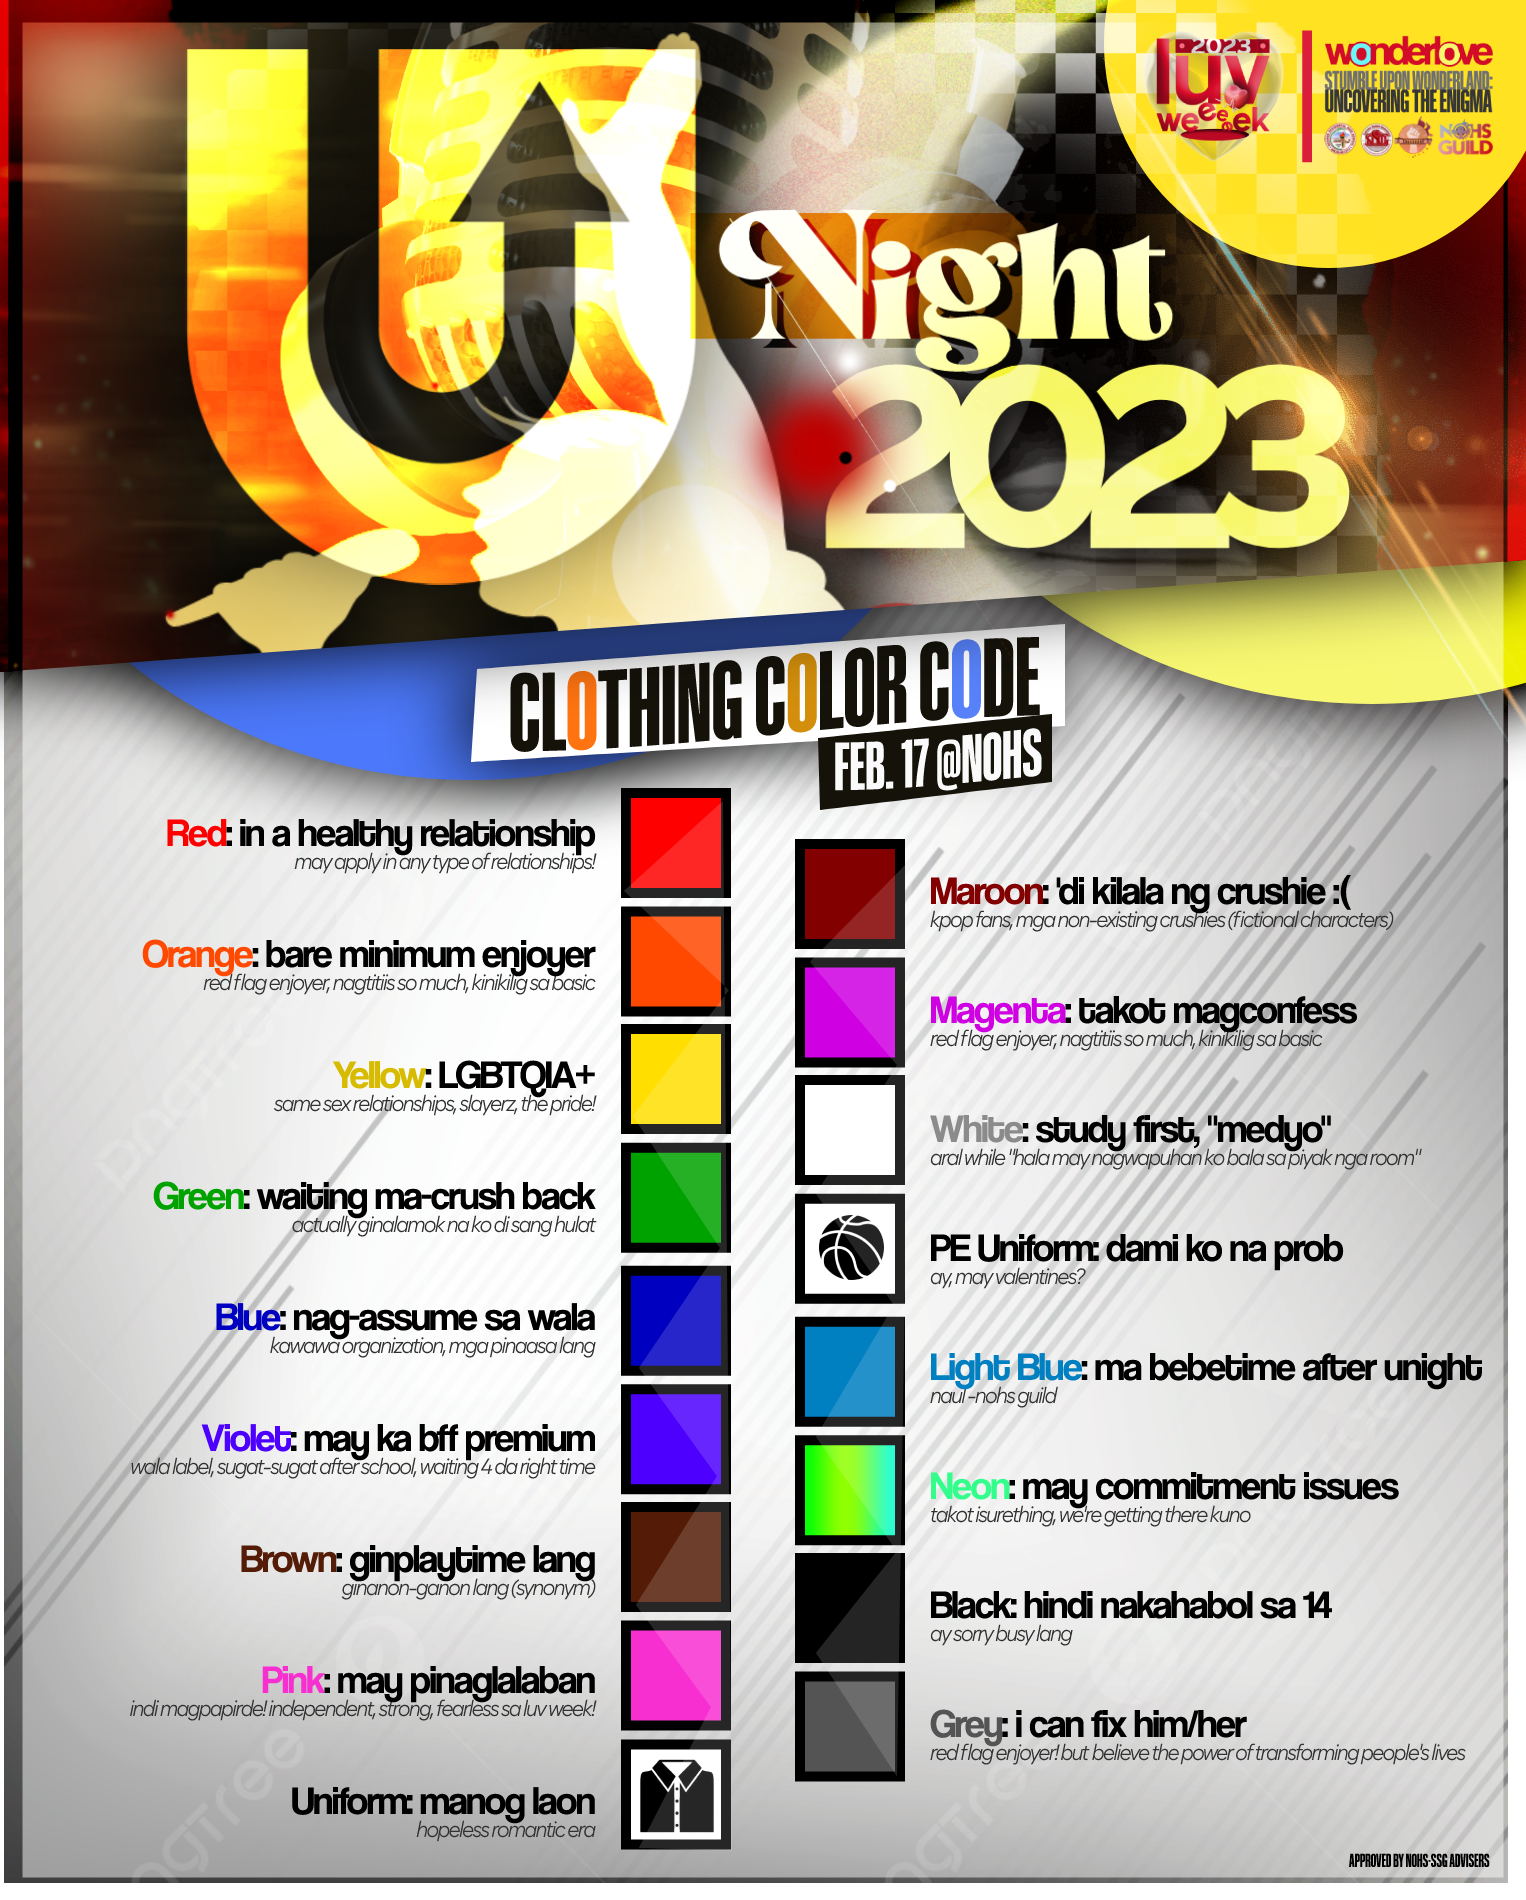 2023
luv
weeeeek
wonderlove
STUMBLE UPON WONDERLAND:
UNCOVERING THE ENIGMA
NOHS
GUILD
U
Night
2023
CLOTHING COLOR CODE
FEB. 17 @NOHS
Red: in a healthy relationship
may apply in any type of relationships!
Orange: bare minimum enjoyer
red flag enjoyer, nagtitiis so much, kinikilig sa basic
Yellow: LGBTQIA+
same sex relationships, slayerz, the pride!
Green: waiting ma-crush back
actually ginalamok na ko di sang hulat
Blue: nag-assume sa wala
kawawa organization, mga pinaasa lang
Violet: may ka bff premium
wala label, sugat-sugat after school, waiting 4 da right time
Brown: ginplaytime lang
ginanon-ganon lang (synonym)
Pink: may pinaglalaban
indi magpapirde! independent, strong, fearless sa luv week!
Uniform: manog laon
hopeless romantic era
Maroon: 'di kilala ng crushie :(
kpop fans, mga non-existing crushies (fictional characters)
Magenta: takot magconfess
red flag enjoyer, nagtitiis so much, kinikilig sa basic
White: study first, "medyo"
aral while "hala may nagwapuhan ko bala sa piyak nga room"
PE Uniform: dami ko na prob
ay, may valentines?
Light Blue: ma bebetime after unight
naul -nohs guild
Neon: may commitment issues
takot isurething, we're getting there kuno
Black: hindi nakahabol sa 14
ay sorry busy lang
Grey: i can fix him/her
red flag enjoyer! but believe the power of transforming people's lives
APPROVED BY NOHS-SSG ADVISERS